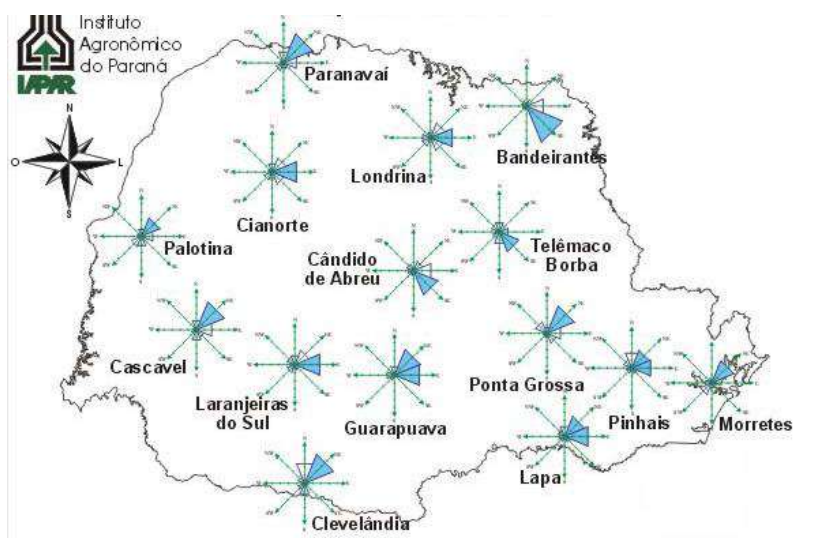 Instituto
Agronômico
do Paraná
IAPAR
N
O
L
S
Paranavaí
Londrina
Bandeirantes
Cianorte
Palotina
Cândido
de Abreu
Telêmaco
Borba
Cascavel
Laranjeiras
do Sul
Guarapuava
Ponta Grossa
Pinhais
Morretes
Lapa
Clevelândia